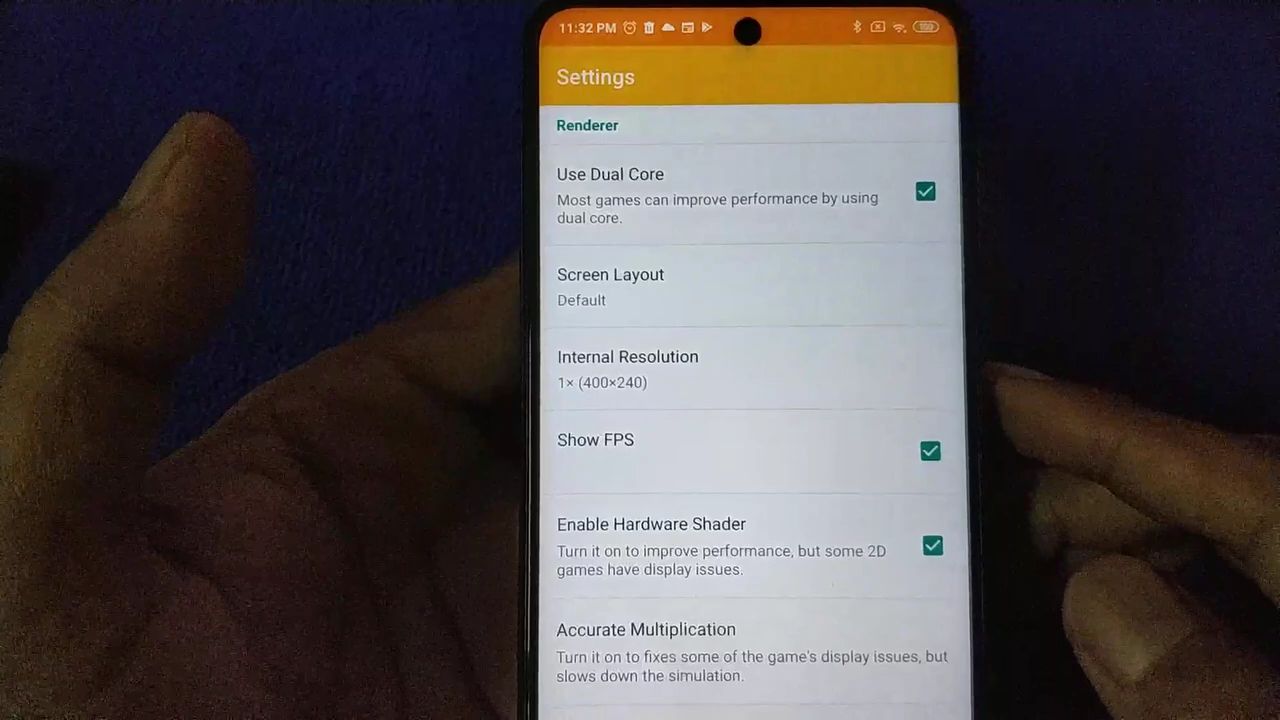 11:32 PM
100
Settings
Renderer
Use Dual Core
Most games can improve performance by using
dual core.
Screen Layout
Default
Internal Resolution
1× (400×240)
Show FPS
Enable Hardware Shader
Turn it on to improve performance, but some 2D
games have display issues.
Accurate Multiplication
Turn it on to fixes some of the game's display issues, but
slows down the simulation.